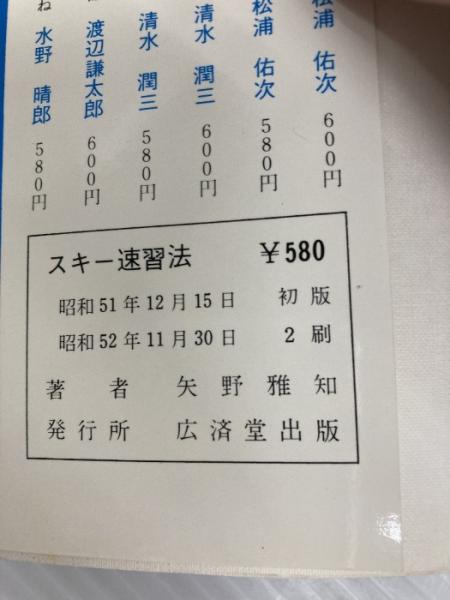 松浦 佑次 600円
松浦 佑次 580円
清水 潤三 600円
清水 潤三 580円
渡辺謙太郎 600円
ね 水野 晴郎 580円
スキー速習法 ¥580
昭和51年12月15日 初版
昭和52年11月30日 2刷
著者 矢野雅知
発行所 広済堂出版